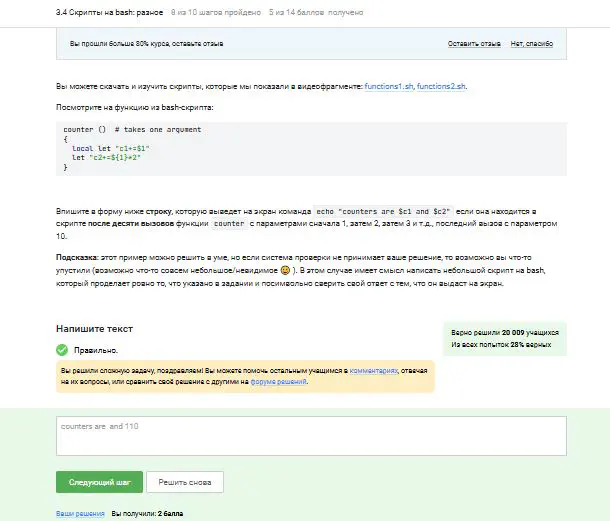 3.4 Скрипты на bash: разное 8 из 10 шагов пройдено 5 из 14 баллов получено
Вы прошли больше 80% курса, оставьте отзыв Оставить отзыв Нет, спасибо
Вы можете скачать и изучить скрипты, которые мы показали в видеофрагменте: functions1.sh, functions2.sh.
Посмотрите на функцию из bash-скрипта:
counter () # takes one argument
{
local let "c1+=$1"
let "c2+=${1}*2"
}
Впишите в форму ниже строку, которую выведет на экран команда echo "counters are $c1 and $c2" если она находится в
скрипте после десяти вызовов функции counter с параметрами сначала 1, затем 2, затем 3 и т.д., последний вызов с параметром
10.
Подсказка: этот пример можно решить в уме, но если система проверки не принимает ваше решение, то возможно вы что-то
упустили (возможно что-то совсем небольшое/невидимое 😉 ). В этом случае имеет смысл написать небольшой скрипт на bash,
который проделает ровно то, что указано в задании и посимвольно сверить свой ответ с тем, что он выдаст на экран.
Напишите текст
Верно решили 20 009 учащихся
Из всех попыток 28% верных
Правильно.
Вы решили сложную задачу, поздравляем! Вы можете помочь остальным учащимся в комментариях, отвечая
на их вопросы, или сравнить своё решение с другими на форуме решений.
counters are  and 110
Следующий шаг Решить снова
Ваши решения Вы получили: 2 балла